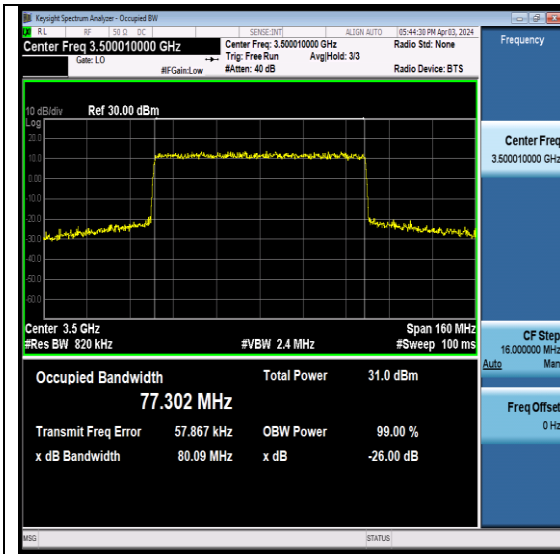 Keysight Spectrum Analyzer - Occupied BW
RL RF 50 Ω DC SENSE:INT ALIGN AUTO 05:44:30 PM Apr 03, 2024
Center Freq 3.500010000 GHz Center Freq: 3.500010000 GHz Radio Std: None
Gate: LO Trig: Free Run Avg|Hold: 3/3
#IFGain:Low #Atten: 40 dB Radio Device: BTS
10 dB/div Ref 30.00 dBm
Log
20.0
10.0
0.00
-10.0
-20.0
-30.0
-40.0
-50.0
-60.0
Center 3.5 GHz Span 160 MHz
#Res BW 820 kHz #VBW 2.4 MHz #Sweep 100 ms
Occupied Bandwidth Total Power 31.0 dBm
77.302 MHz
Transmit Freq Error 57.867 kHz OBW Power 99.00 %
x dB Bandwidth 80.09 MHz x dB -26.00 dB
MSG STATUS
Frequency
Center Freq
3.500010000 GHz
CF Step
16.000000 MHz
Auto Man
Freq Offset
0 Hz